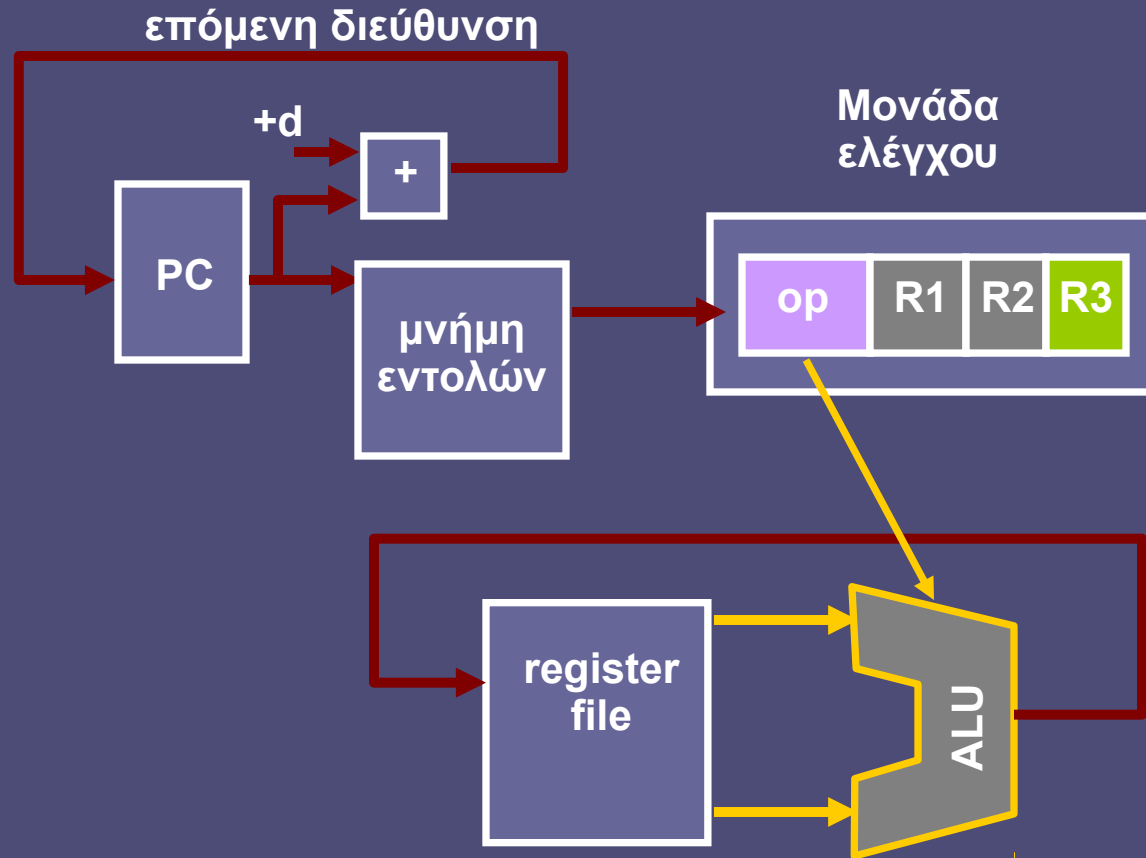 επόμενη διεύθυνση
+d
+
PC
μνήμη
εντολών
Μονάδα
ελέγχου
op R1 R2 R3
register
file
ALU